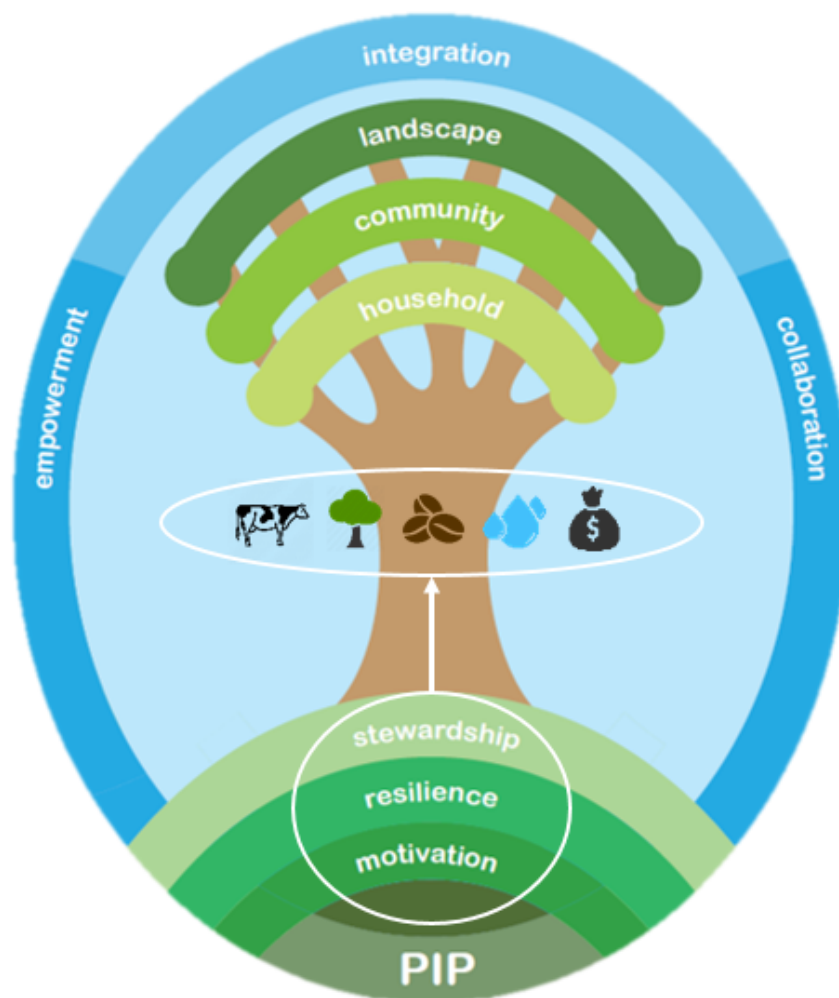 integration
landscape
community
household
empowerment
collaboration
$
stewardship
resilience
motivation
PIP